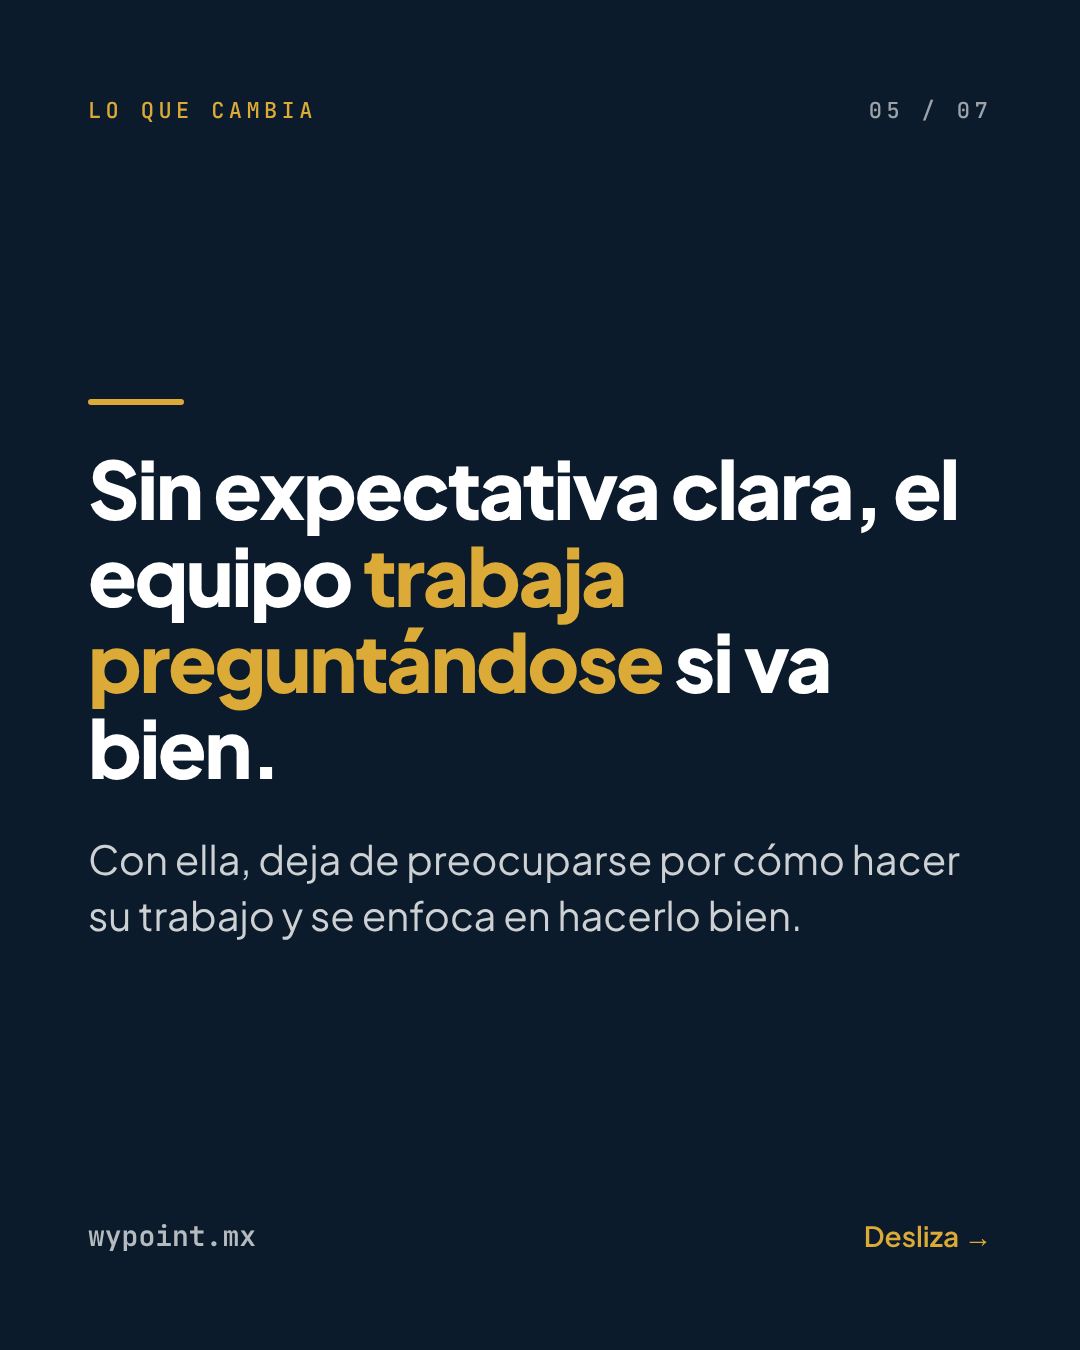 LO QUE CAMBIA
05 / 07
Sin expectativa clara, el
equipo trabaja
preguntándose si va
bien.
Con ella, deja de preocuparse por cómo hacer
su trabajo y se enfoca en hacerlo bien.
wypoint.mx
Desliza →